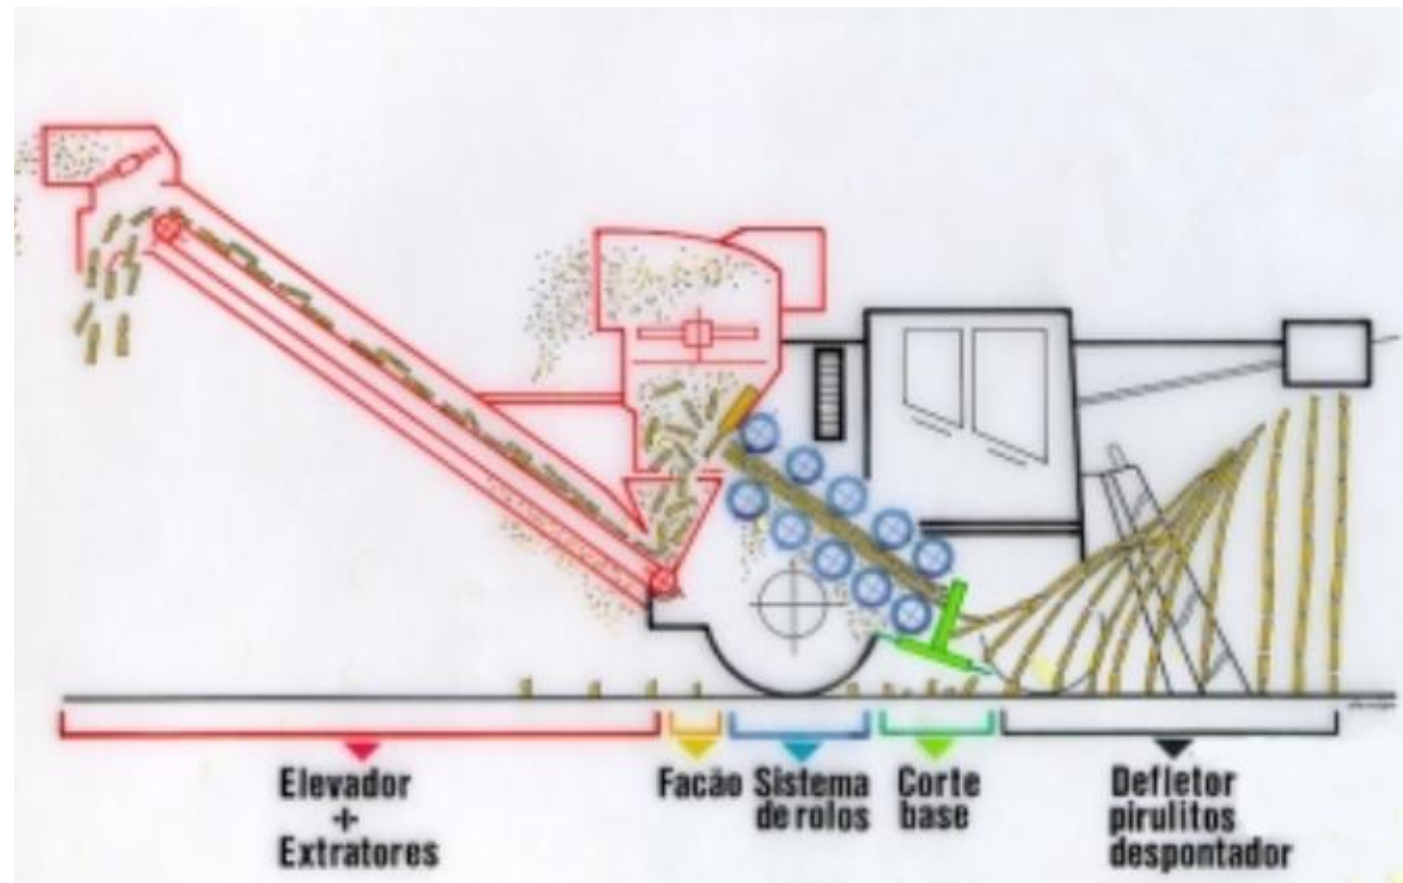 Elevador
+
Extratores
Facão
Sistema
de rolos
Corte
base
Defletor
pirulitos
despontador